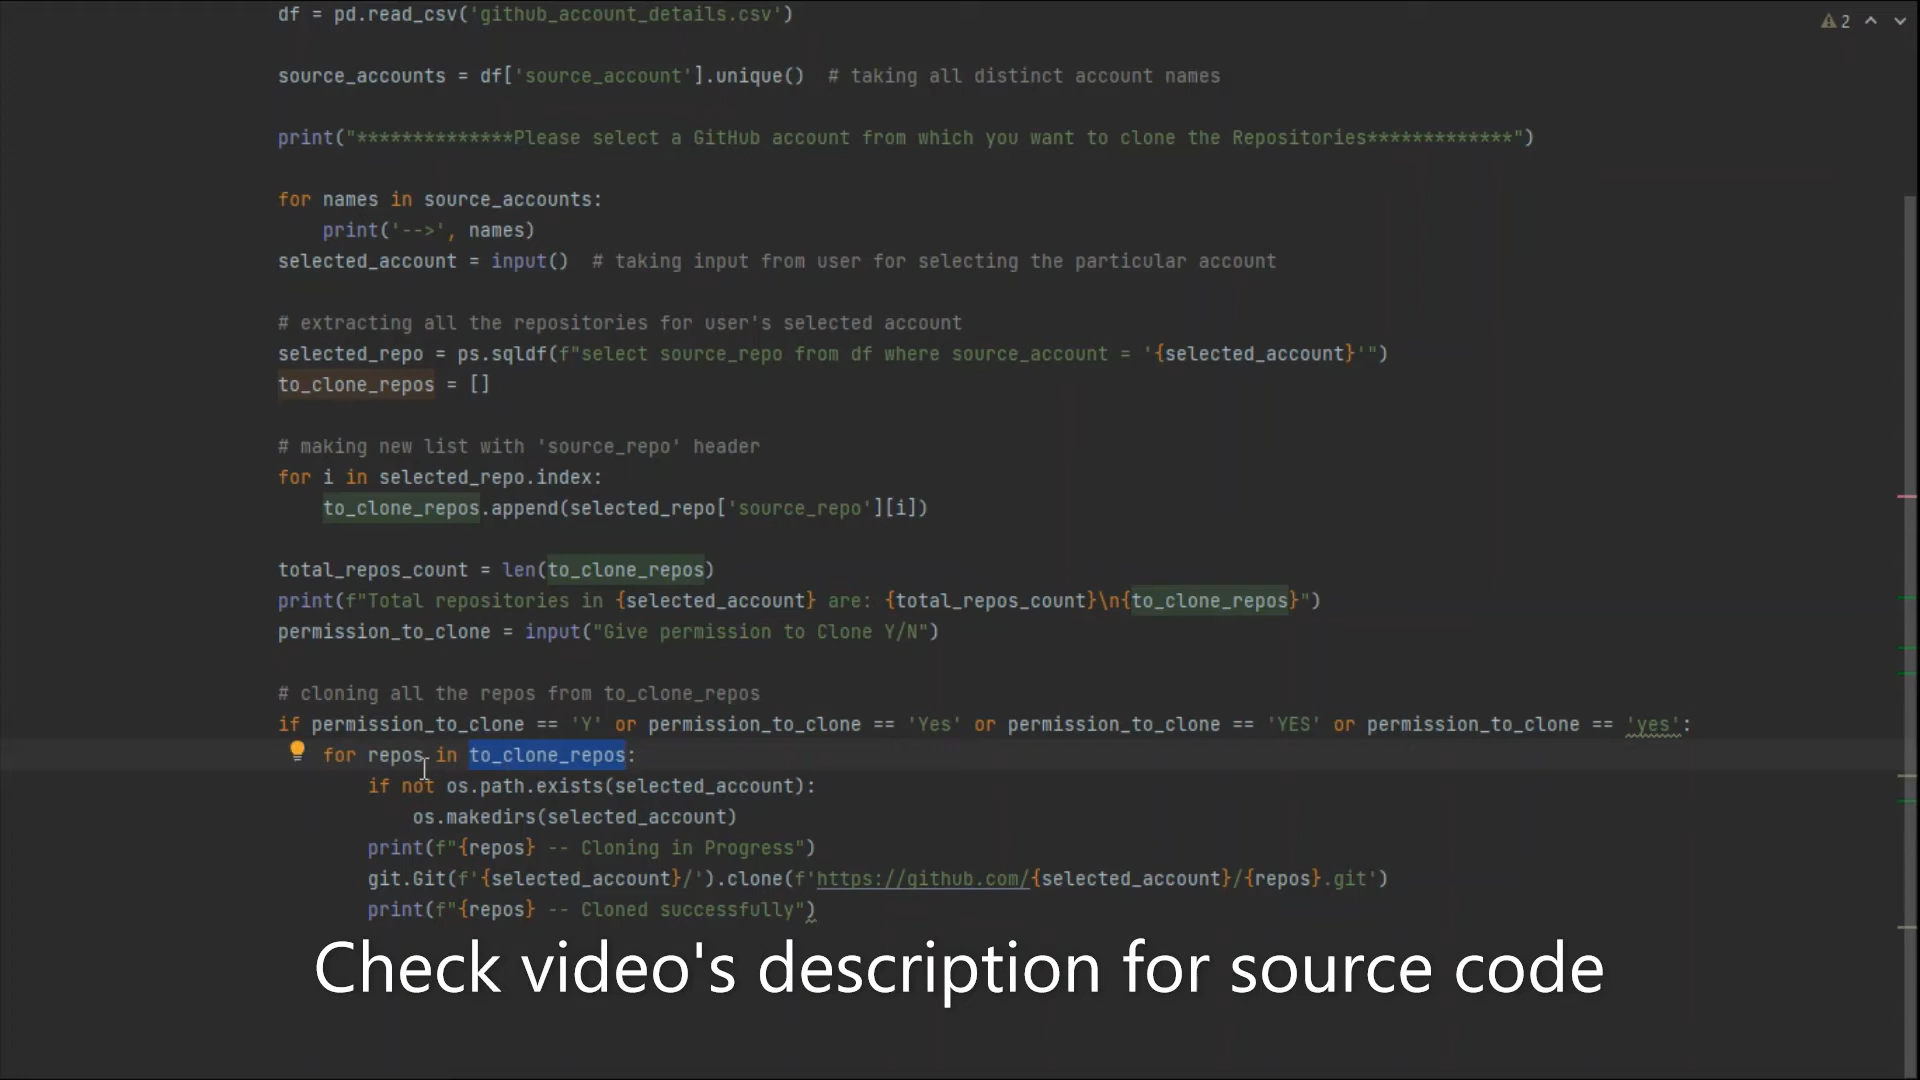 df = pd.read_csv('github_account_details.csv')
2
source_accounts = df['source_account'].unique()  # taking all distinct account names
print("**************Please select a GitHub account from which you want to clone the Repositories*************")
for names in source_accounts:
    print('-->', names)
selected_account = input()  # taking input from user for selecting the particular account
# extracting all the repositories for user's selected account
selected_repo = ps.sqldf(f"select source_repo from df where source_account = '{selected_account}'")
to_clone_repos = []
# making new list with 'source_repo' header
for i in selected_repo.index:
    to_clone_repos.append(selected_repo['source_repo'][i])
total_repos_count = len(to_clone_repos)
print(f"Total repositories in {selected_account} are: {total_repos_count}\n{to_clone_repos}")
permission_to_clone = input("Give permission to Clone Y/N")
# cloning all the repos from to_clone_repos
if permission_to_clone == 'Y' or permission_to_clone == 'Yes' or permission_to_clone == 'YES' or permission_to_clone == 'yes':
    for repos in to_clone_repos:
        if not os.path.exists(selected_account):
            os.makedirs(selected_account)
        print(f"{repos} -- Cloning in Progress")
        git.Git(f'{selected_account}/').clone(f'https://github.com/{selected_account}/{repos}.git')
        print(f"{repos} -- Cloned successfully")
Check video's description for source code